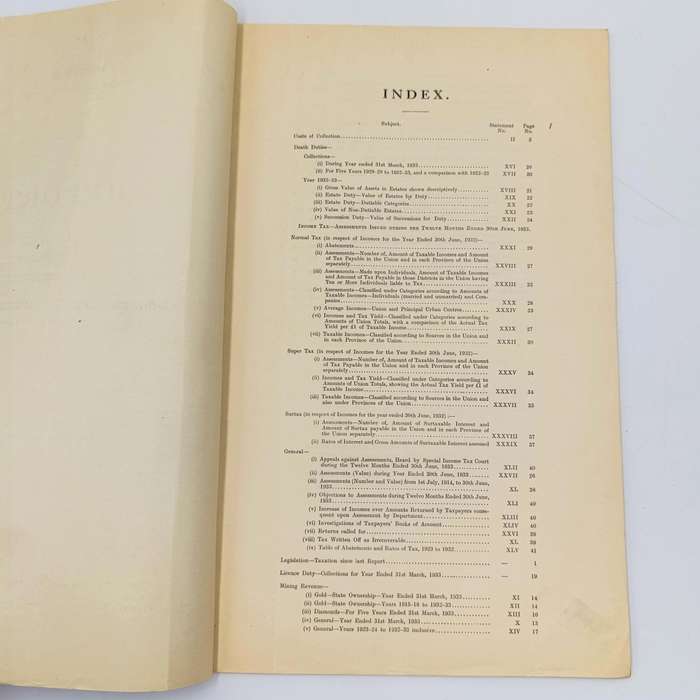 INDEX.
Subject. Statement No. Page No.
Costs of Collection II 5
Death Duties—
Collections—
(i) During Year ended 31st March, 1933 XVI 20
(ii) For Five Years 1928-29 to 1932-33, and a comparison with 1922-23 XVII 20
Year 1932-33—
(i) Gross Value of Assets in Estates shown descriptively XVIII 21
(ii) Estate Duty—Value of Estates by Duty XIX 22
(iii) Estate Duty—Dutiable Categories XX 22
(iv) Value of Non-Dutiable Estates XXI 23
(v) Succession Duty—Value of Successions for Duty XXII 24
Income Tax—Assessments Issued during the Twelve Months Ended 30th June, 1933.
Normal Tax (in respect of Incomes for the Year Ended 30th June, 1932)—
(i) Abatements XXXI 29
(ii) Assessments—Number of, Amount of Taxable Incomes and Amount
of Tax Payable in the Union and in each Province of the Union
separately XXVIII 27
(iii) Assessments—Made upon Individuals, Amount of Taxable Incomes
and Amount of Tax Payable in those Districts in the Union having
Ten or More Individuals liable to Tax XXXIII 32
(iv) Assessments—Classified under Categories according to Amounts of
Taxable Incomes—Individuals (married and unmarried) and Com-
panies XXX 28
(v) Average Incomes—Union and Principal Urban Centres XXXIV 33
(vi) Incomes and Tax Yield—Classified under Categories according to
Amounts of Union Totals, with a comparison of the Actual Tax
Yield per £1 of Taxable Income XXIX 27
(vii) Taxable Incomes—Classified according to Sources in the Union and
in each Province of the Union XXXII 30
Super Tax (in respect of Incomes for the Year Ended 30th June, 1932)—
(i) Assessments—Number of, Amount of Taxable Incomes and Amount
of Tax Payable in the Union and in each Province of the Union
separately XXXV 34
(ii) Incomes and Tax Yield—Classified under Categories according to
Amounts of Union Totals, showing the Actual Tax Yield per £1 of
Taxable Income XXXVI 34
(iii) Taxable Incomes—Classified according to Sources in the Union and
also under Provinces of the Union XXXVII 35
Surtax (in respect of Incomes for the year ended 30th June, 1932):—
(i) Assessments—Number of, Amount of Surtaxable Interest and
Amount of Surtax payable in the Union and in each Province of
the Union separately XXXVIII 37
(ii) Rates of Interest and Gross Amounts of Surtaxable Interest assessed XXXIX 37
General—
(i) Appeals against Assessments, Heard by Special Income Tax Court
during the Twelve Months Ended 30th June, 1933 XLII 40
(ii) Assessments (Value) during Year Ended 30th June, 1933 XXVII 26
(iii) Assessments (Number and Value) from 1st July, 1914, to 30th June,
1933 XL 38
(iv) Objections to Assessments during Twelve Months Ended 30th June,
1933 XLI 40
(v) Increase of Incomes over Amounts Returned by Taxpayers conse-
quent upon Assessment by Department XLIII 40
(vi) Investigations of Taxpayers' Books of Account XLIV 40
(vii) Returns called for XXVI 26
(viii) Tax Written Off as Irrecoverable XL 38
(ix) Table of Abatements and Rates of Tax, 1923 to 1932 XLV 41
Legislation—Taxation since last Report — 1
Licence Duty—Collections for Year Ended 31st March, 1933 — 19
Mining Revenue—
(i) Gold—State Ownership—Year Ended 31st March, 1933 XI 14
(ii) Gold—State Ownership—Years 1915-16 to 1932-33 XII 14
(iii) Diamonds—For Five Years Ended 31st March, 1933 XIII 16
(iv) General—Year Ended 31st March, 1933 X 13
(v) General—Years 1923-24 to 1932-33 inclusive XIV 17